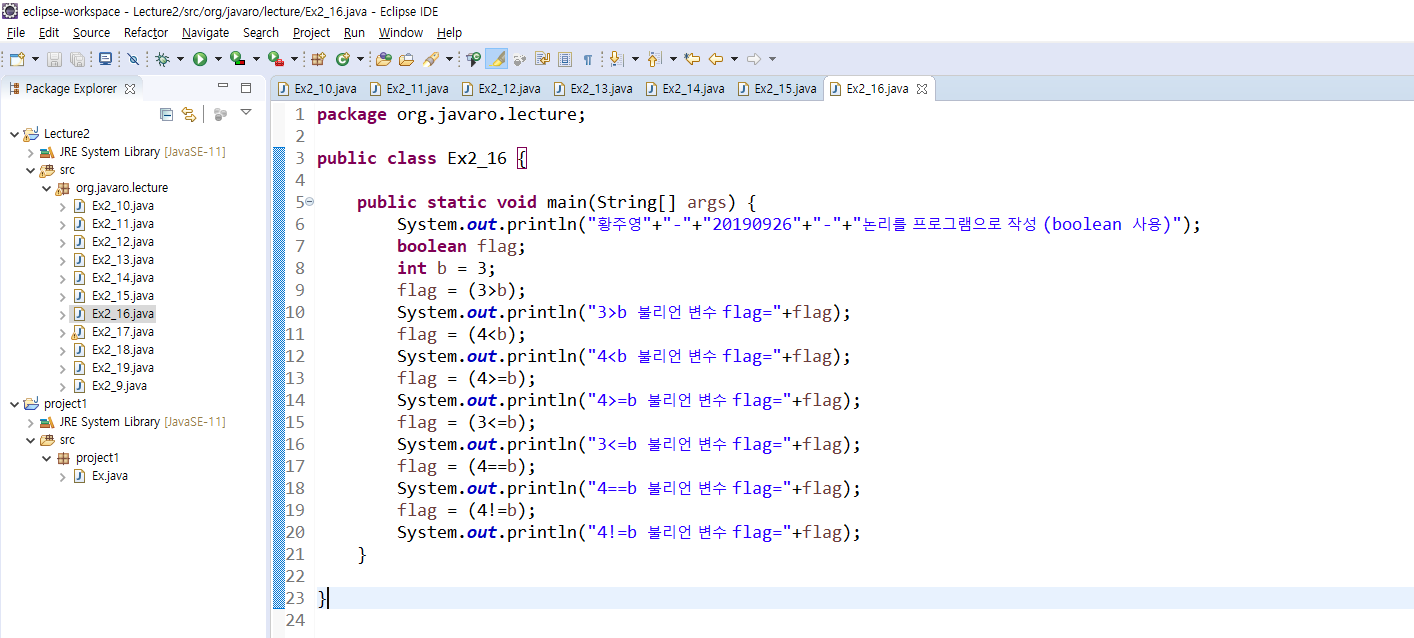 eclipse-workspace - Lecture2/src/org/javaro/lecture/Ex2_16.java - Eclipse IDE
File Edit Source Refactor Navigate Search Project Run Window Help
Package Explorer
Lecture2
JRE System Library [JavaSE-11]
src
org.javaro.lecture
Ex2_10.java
Ex2_11.java
Ex2_12.java
Ex2_13.java
Ex2_14.java
Ex2_15.java
Ex2_16.java
Ex2_17.java
Ex2_18.java
Ex2_19.java
Ex2_9.java
project1
JRE System Library [JavaSE-11]
src
project1
Ex.java
Ex2_10.java Ex2_11.java Ex2_12.java Ex2_13.java Ex2_14.java Ex2_15.java Ex2_16.java
1 package org.javaro.lecture;
2
3 public class Ex2_16 {
4
5 public static void main(String[] args) {
6 System.out.println("황주영"+"-"+"20190926"+"-"+"논리를 프로그램으로 작성 (boolean 사용)");
7 boolean flag;
8 int b = 3;
9 flag = (3>b);
10 System.out.println("3>b 불리언 변수 flag="+flag);
11 flag = (4<b);
12 System.out.println("4<b 불리언 변수 flag="+flag);
13 flag = (4>=b);
14 System.out.println("4>=b 불리언 변수 flag="+flag);
15 flag = (3<=b);
16 System.out.println("3<=b 불리언 변수 flag="+flag);
17 flag = (4==b);
18 System.out.println("4==b 불리언 변수 flag="+flag);
19 flag = (4!=b);
20 System.out.println("4!=b 불리언 변수 flag="+flag);
21 }
22
23 }
24